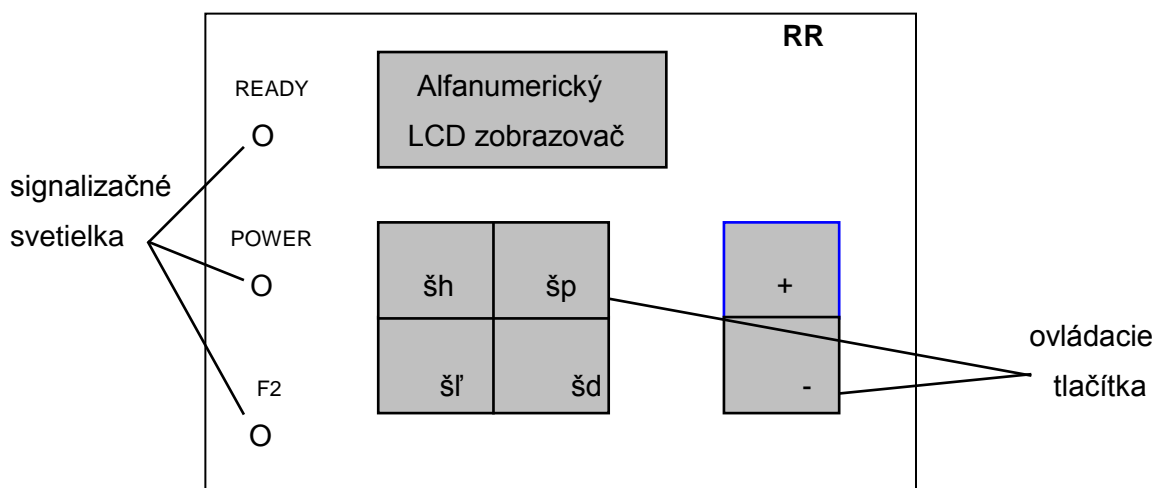 RR
READY
Alfanumerický
LCD zobrazovač
signalizačné
svetielka
POWER
šh
šp
+
ovládacie
tlačítka
F2
šľ
šd
-